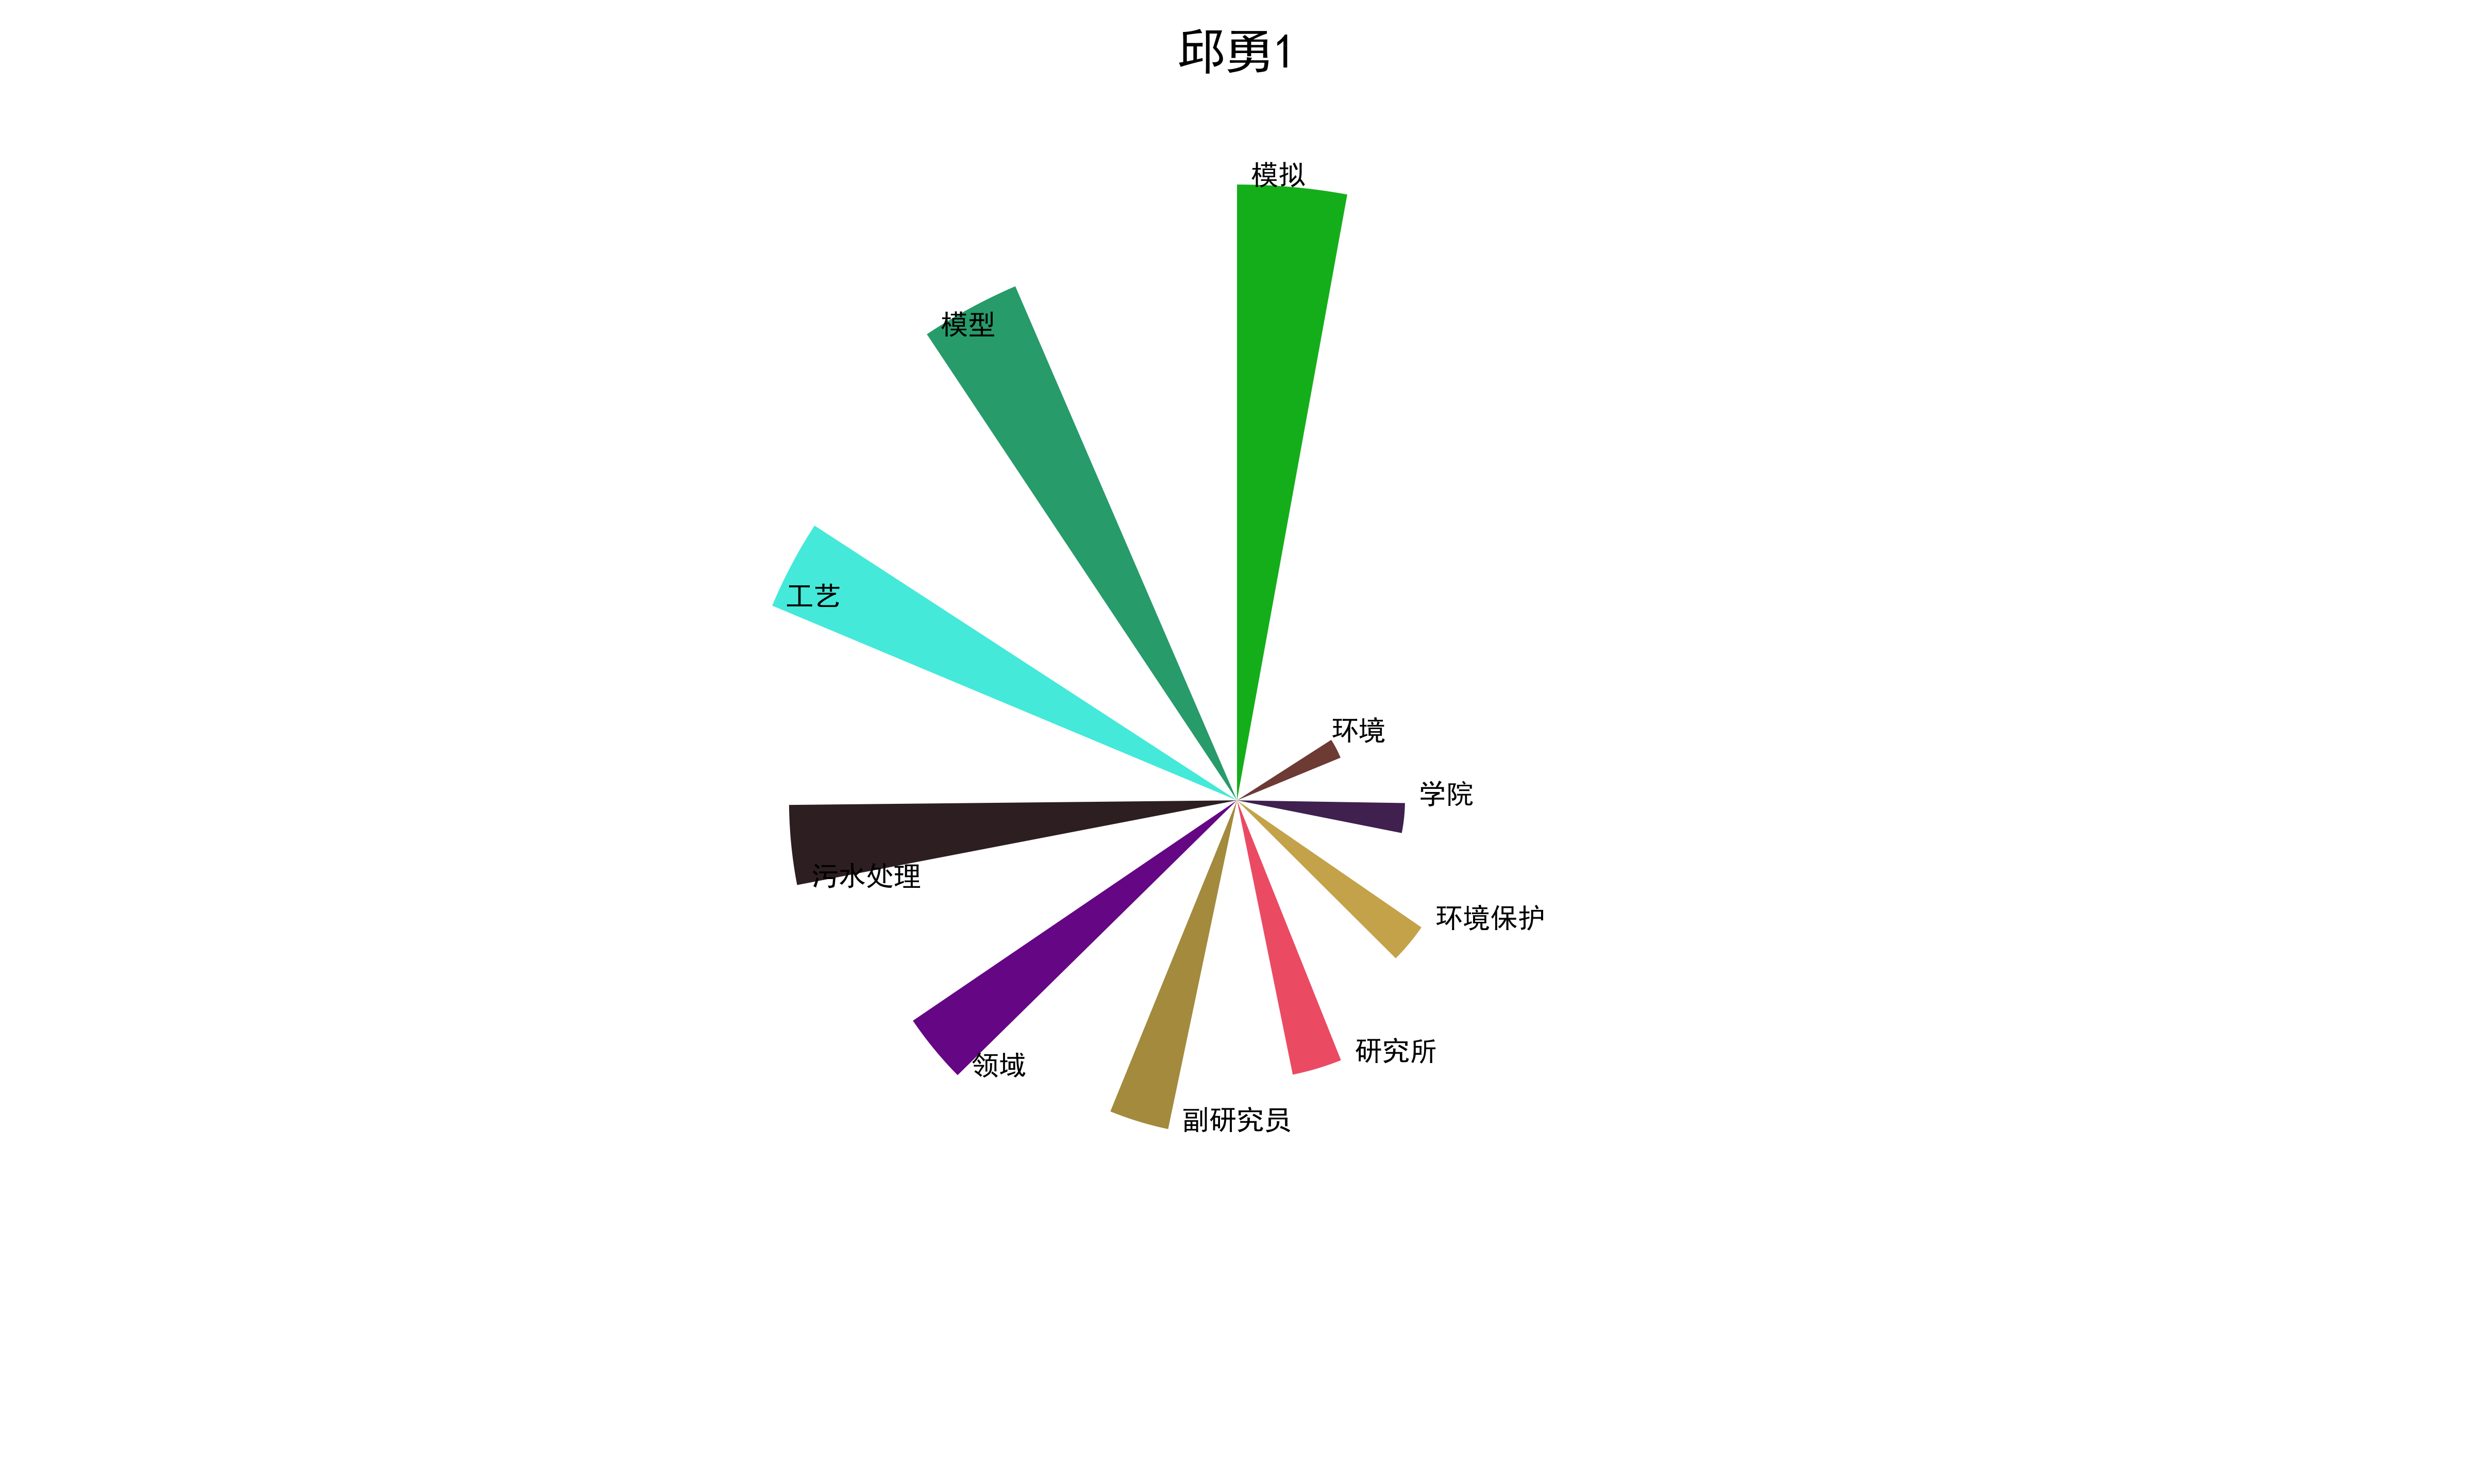 邱勇1
模拟
模型
工艺
环境
学院
污水处理
环境保护
研究所
领域
副研究员